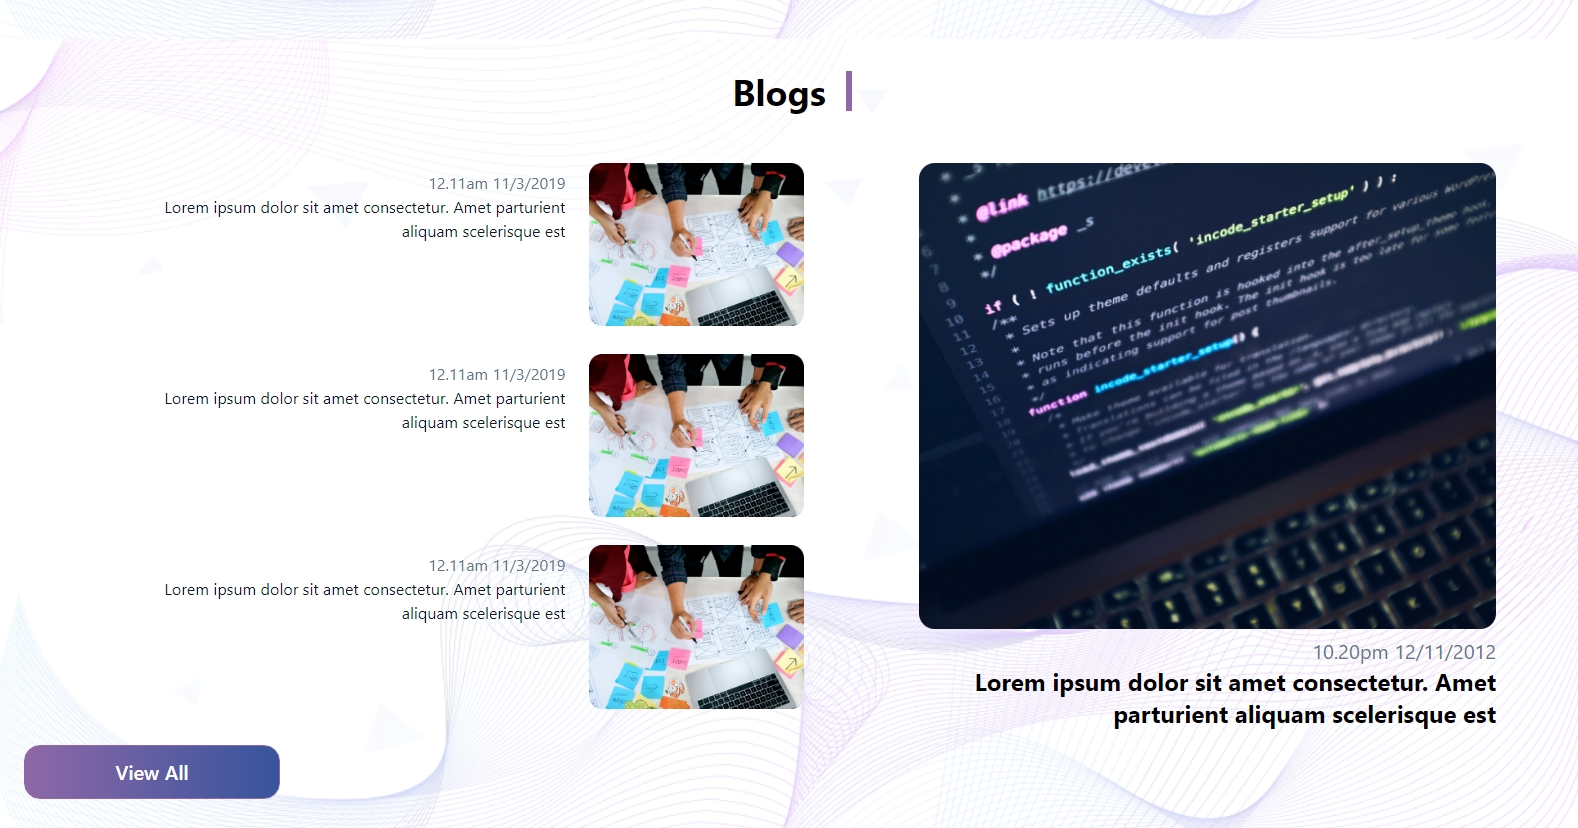 Blogs
12.11am 11/3/2019
Lorem ipsum dolor sit amet consectetur. Amet parturient
aliquam scelerisque est
12.11am 11/3/2019
Lorem ipsum dolor sit amet consectetur. Amet parturient
aliquam scelerisque est
12.11am 11/3/2019
Lorem ipsum dolor sit amet consectetur. Amet parturient
aliquam scelerisque est
* @link https://deve
* @package _s
*/
if ( ! function_exists( 'incode_starter_setup' ) ) :
/**
* Sets up theme defaults and registers support for various WordPres
*
* Note that this function is hooked into the after_setup_theme hook,
* runs before the init hook. The init hook is too late for some
* as indicating support for post thumbnails.
*/
function incode_starter_setup() {
/*
* Make theme available for translation.
10.20pm 12/11/2012
Lorem ipsum dolor sit amet consectetur. Amet
parturient aliquam scelerisque est
View All